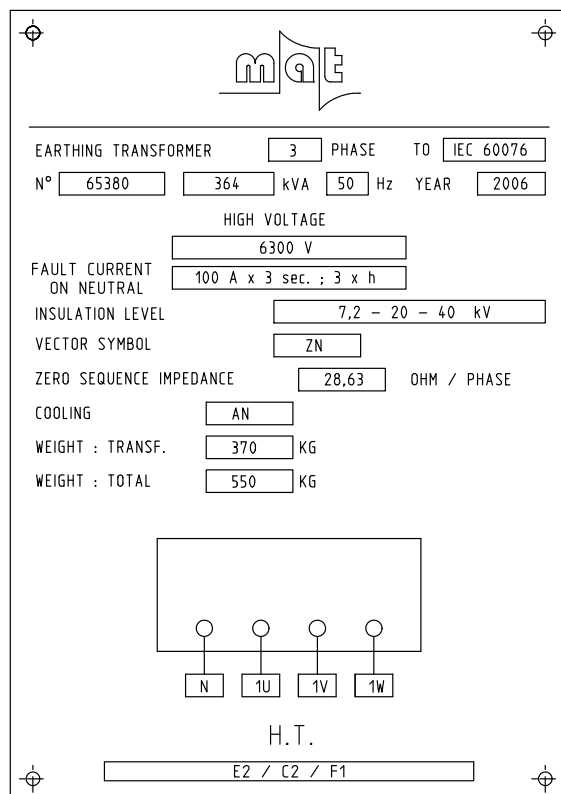 mat
EARTHING TRANSFORMER 3 PHASE TO IEC 60076
N° 65380 364 kVA 50 Hz YEAR 2006
HIGH VOLTAGE
6300 V
FAULT CURRENT ON NEUTRAL 100 A x 3 sec. ; 3 x h
INSULATION LEVEL 7,2 – 20 – 40 kV
VECTOR SYMBOL ZN
ZERO SEQUENCE IMPEDANCE 28,63 OHM / PHASE
COOLING AN
WEIGHT : TRANSF. 370 KG
WEIGHT : TOTAL 550 KG
N 1U 1V 1W
H.T.
E2 / C2 / F1